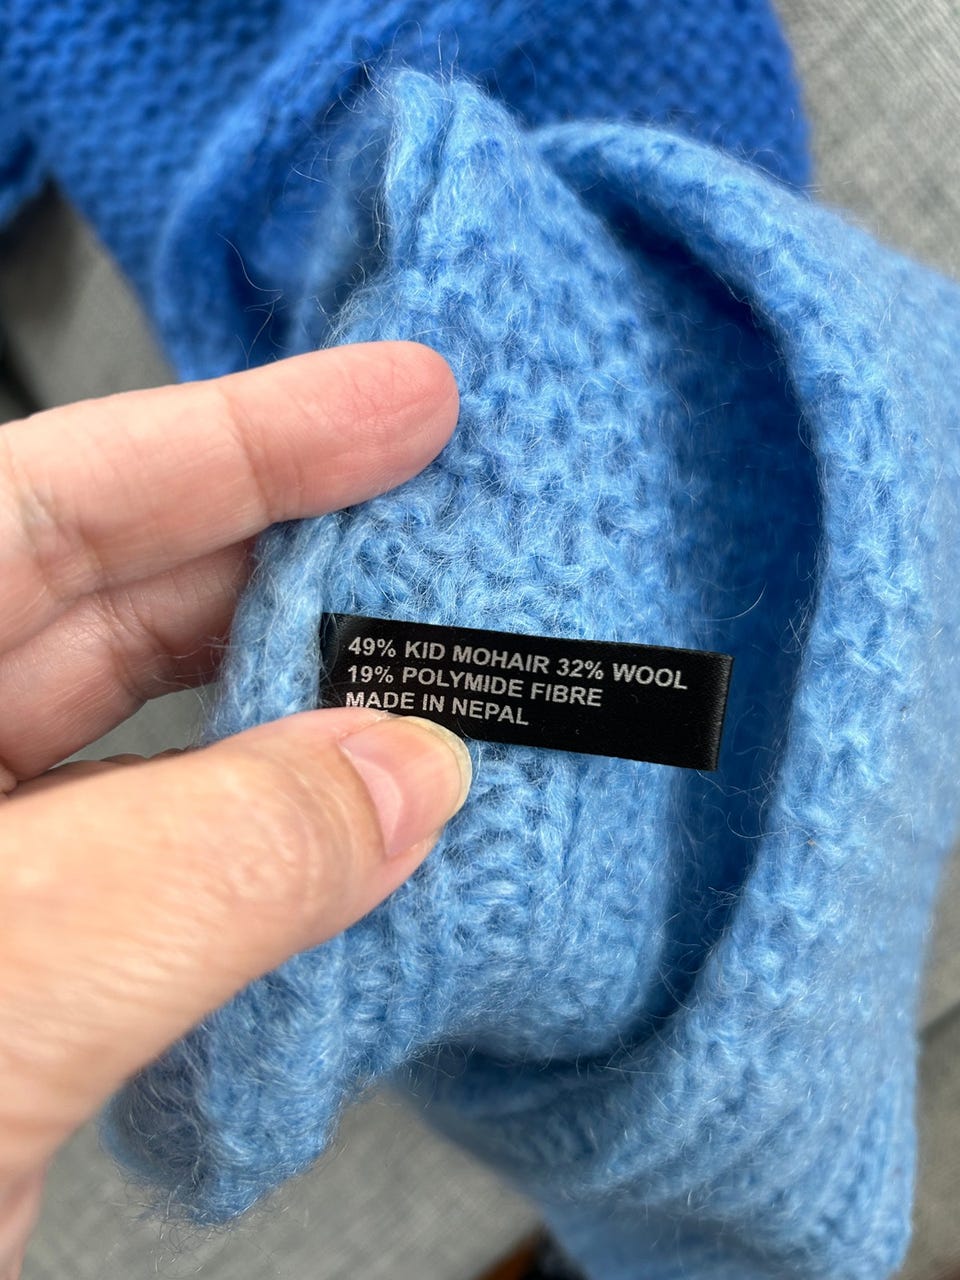 49% KID MOHAIR 32% WOOL
19% POLYMIDE FIBRE
MADE IN NEPAL